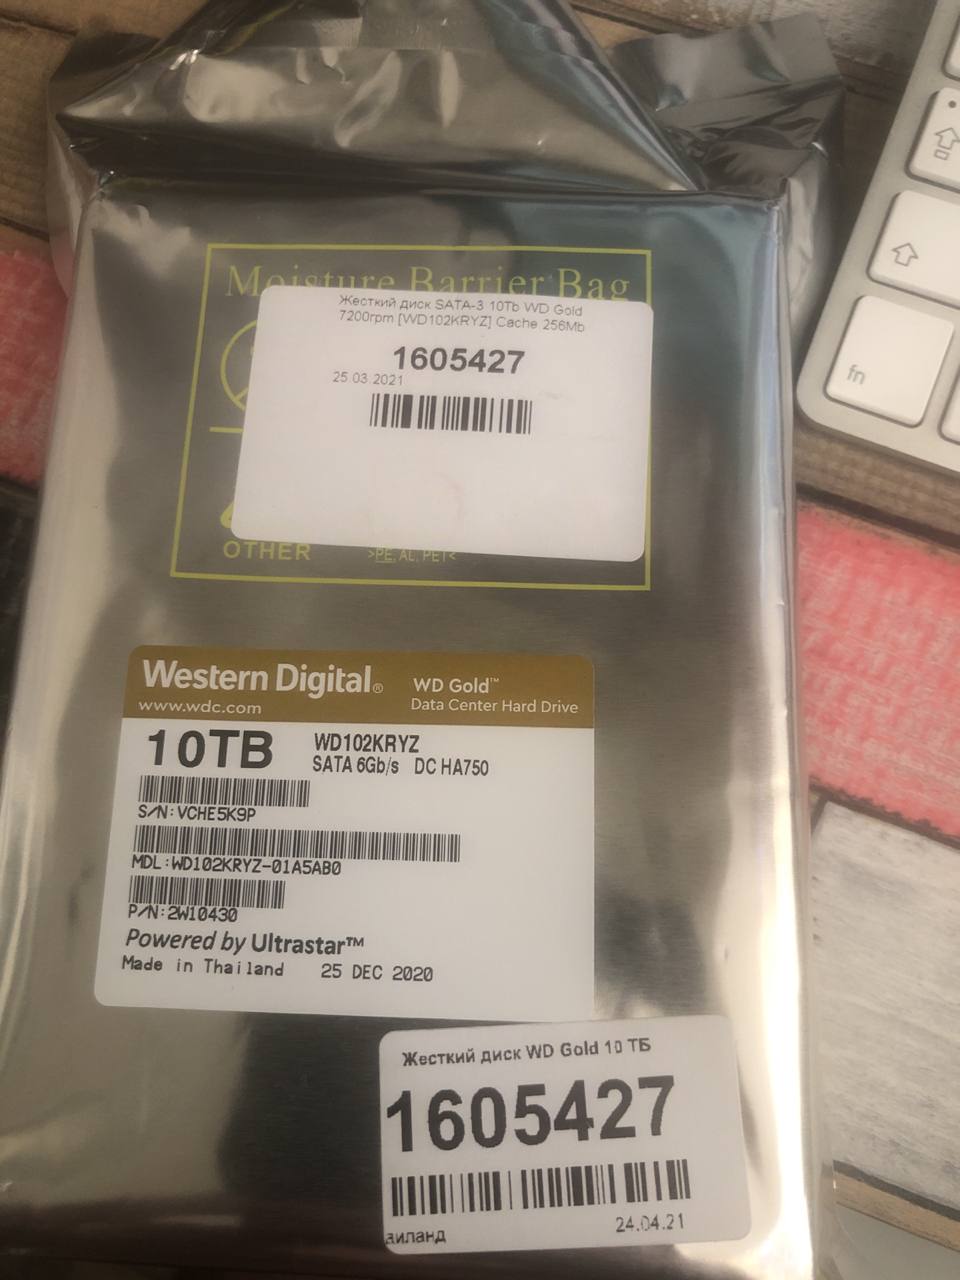 Moisture Barrier Bag
Жесткий диск SATA-3 10Tb WD Gold
7200rpm [WD102KRYZ] Cache 256Mb
1605427
25 03 2021
OTHER
>PE, AL, PET<
Western Digital®
WD Gold™
www.wdc.com
Data Center Hard Drive
10TB
WD102KRYZ
SATA 6Gb/s DC HA750
S/N:VCHE5K9P
MDL:WD102KRYZ-01A5AB0
P/N:2W10430
Powered by Ultrastar™
Made in Thailand 25 DEC 2020
Жесткий диск WD Gold 10 ТБ
1605427
24.04.21
аиланд
fn